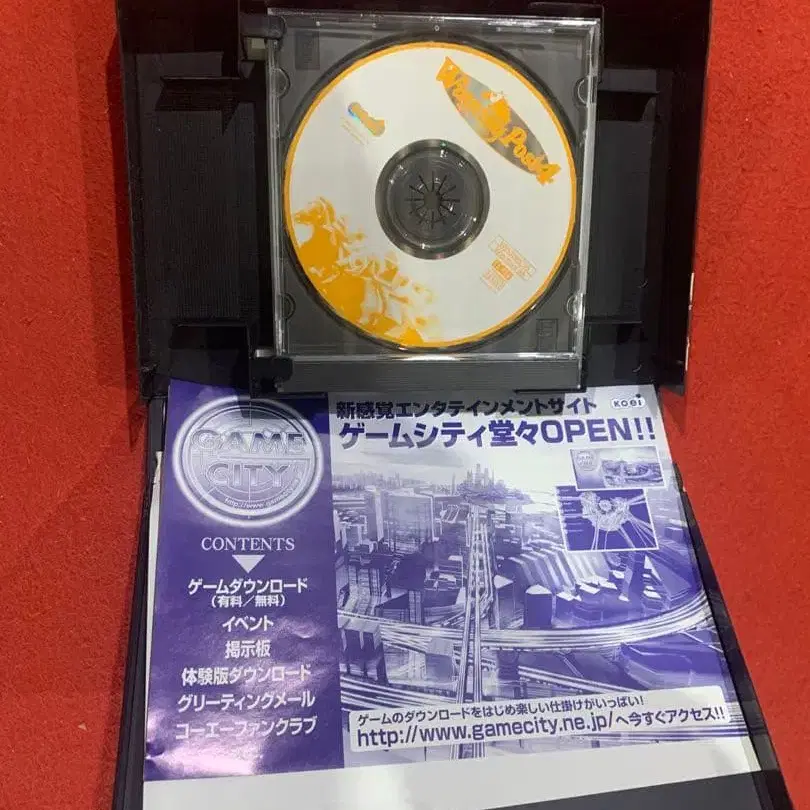 Winning Post 4
新感覚エンタテインメントサイト
KOEI
ゲームシティ堂々OPEN!!
GAME
CITY
CONTENTS
ゲームダウンロード
(有料/無料)
イベント
掲示板
体験版ダウンロード
グリーティングメール
コーエーファンクラブ
ゲームのダウンロードをはじめ楽しい仕掛けがいっぱい!
http://www.gamecity.ne.jp/へ今すぐアクセス!!